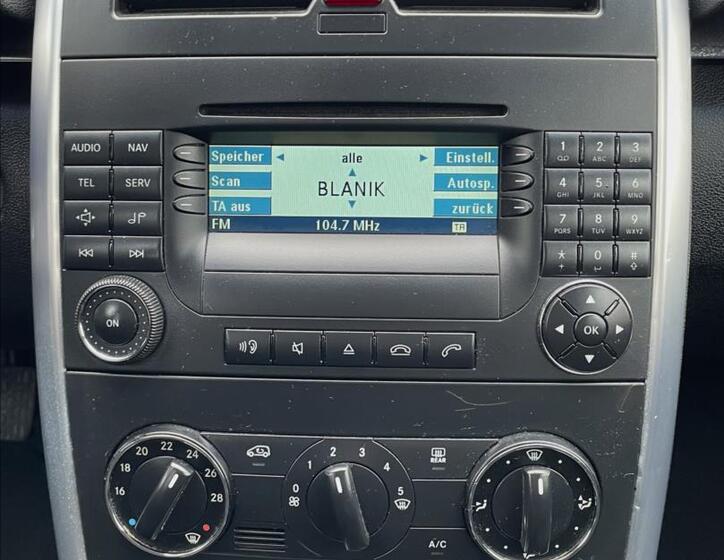 AUDIO NAV
TEL SERV
Speicher alle Einstell.
Scan BLANIK Autosp.
TA aus zurück
FM 104.7 MHz TA
1 2 ABC 3 DEF
4 GHI 5 JKL 6 MNO
7 PQRS 8 TUV 9 WXYZ
* + 0 #
ON
OK
16 18 20 22 24 26 28
0 1 2 3 4 5
REAR
A/C